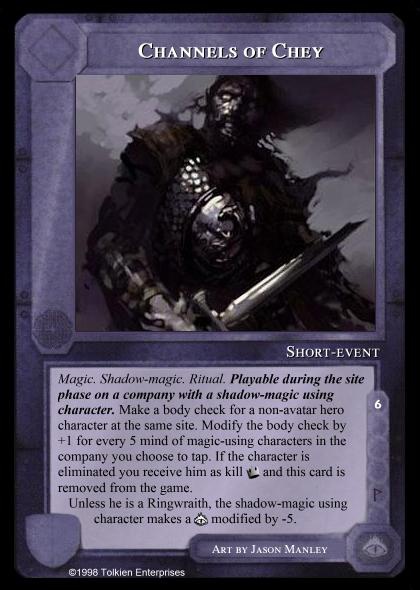 CHANNELS OF CHEY
SHORT-EVENT
Magic. Shadow-magic. Ritual. Playable during the site
phase on a company with a shadow-magic using
character. Make a body check for a non-avatar hero
character at the same site. Modify the body check by
+1 for every 5 mind of magic-using characters in the
company you choose to tap. If the character is
eliminated you receive him as kill and this card is
removed from the game.
Unless he is a Ringwraith, the shadow-magic using
character makes a modified by -5.
6
ART BY JASON MANLEY
©1998 Tolkien Enterprises